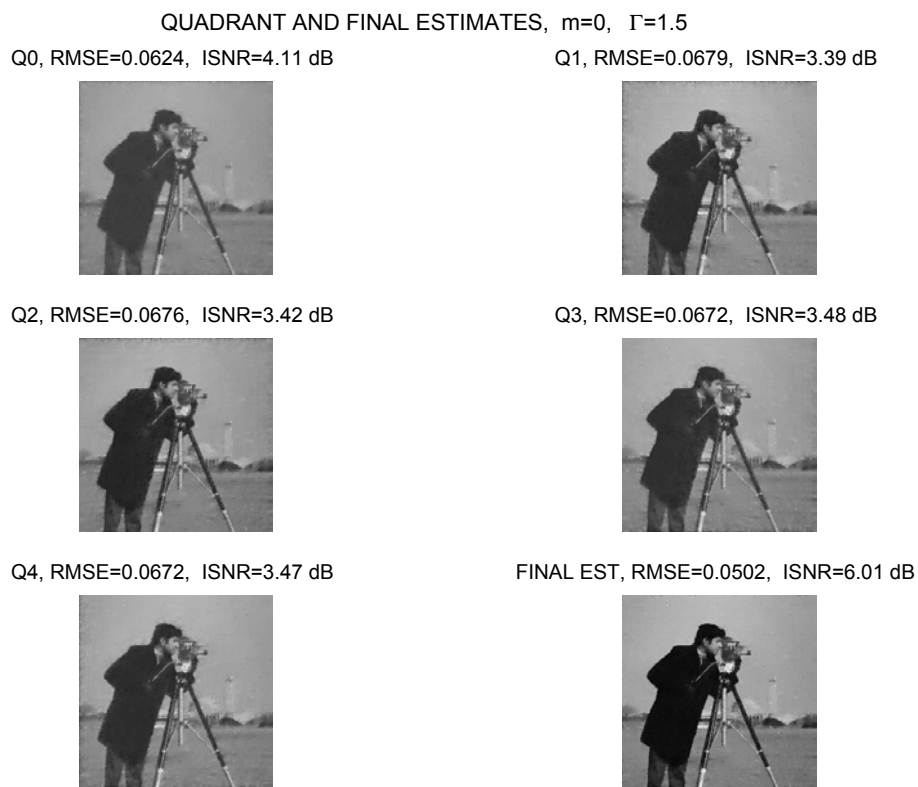 QUADRANT AND FINAL ESTIMATES, m=0, Γ=1.5
Q0, RMSE=0.0624, ISNR=4.11 dB
Q1, RMSE=0.0679, ISNR=3.39 dB
Q2, RMSE=0.0676, ISNR=3.42 dB
Q3, RMSE=0.0672, ISNR=3.48 dB
Q4, RMSE=0.0672, ISNR=3.47 dB
FINAL EST, RMSE=0.0502, ISNR=6.01 dB